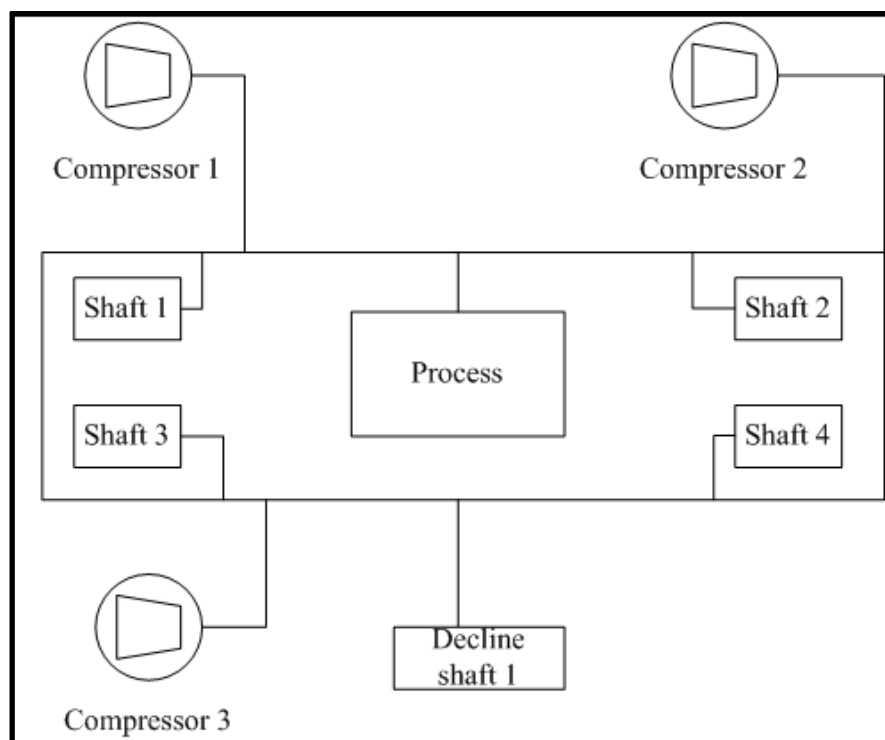 Compressor 1
Compressor 2
Shaft 1
Shaft 2
Process
Shaft 3
Shaft 4
Decline
shaft 1
Compressor 3